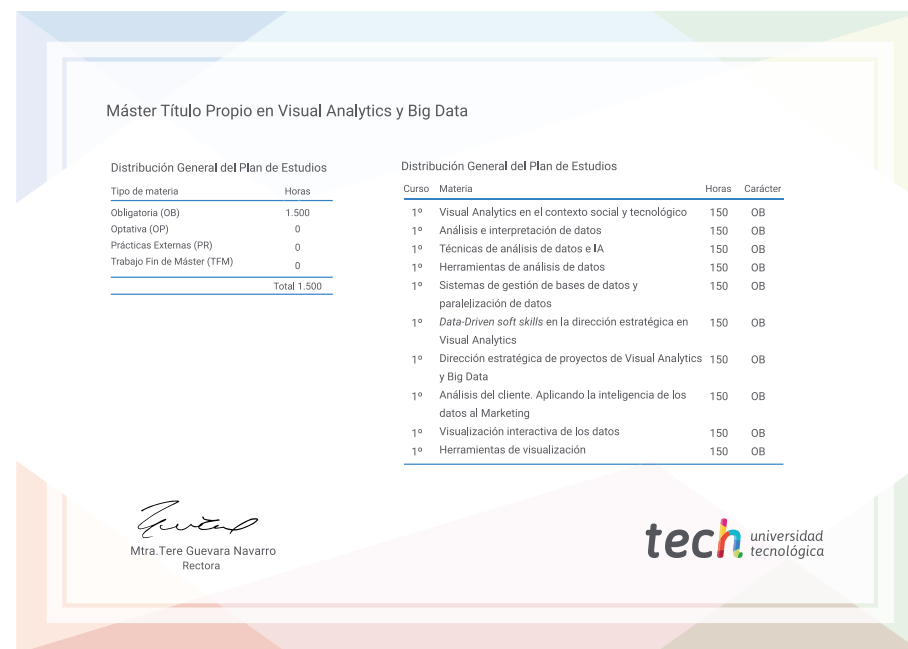 Máster Título Propio en Visual Analytics y Big Data
Distribución General del Plan de Estudios
Tipo de materia Horas
Obligatoria (OB) 1.500
Optativa (OP) 0
Prácticas Externas (PR) 0
Trabajo Fin de Máster (TFM) 0
Total 1.500
Distribución General del Plan de Estudios
Curso Materia Horas Carácter
1º Visual Analytics en el contexto social y tecnológico 150 OB
1º Análisis e interpretación de datos 150 OB
1º Técnicas de análisis de datos e IA 150 OB
1º Herramientas de análisis de datos 150 OB
1º Sistemas de gestión de bases de datos y 150 OB
paralelización de datos
1º Data-Driven soft skills en la dirección estratégica en 150 OB
Visual Analytics
1º Dirección estratégica de proyectos de Visual Analytics 150 OB
y Big Data
1º Análisis del cliente. Aplicando la inteligencia de los 150 OB
datos al Marketing
1º Visualización interactiva de los datos 150 OB
1º Herramientas de visualización 150 OB
Mtra.Tere Guevara Navarro
Rectora
tech universidad
tecnológica